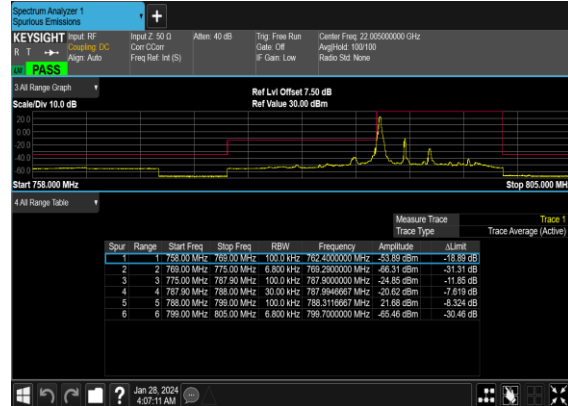 Spectrum Analyzer 1
Spurious Emissions
+
KEYSIGHT Input: RF Input Z: 50 Ω Atten: 40 dB Trig: Free Run Center Freq: 22.005000000 GHz
R T Coupling: DC Corr CCorr Gate: Off Avg|Hold: 100/100
Align: Auto Freq Ref: Int (S) IF Gain: Low Radio Std: None
PASS
3 All Range Graph
Ref Lvl Offset 7.50 dB
Scale/Div 10.0 dB Ref Value 30.00 dBm
20.0
0.00
-20.0
-40.0
-60.0
Start 758.000 MHz Stop 805.000 MHz
4 All Range Table
Measure Trace Trace 1
Trace Type Trace Average (Active)
Spur Range Start Freq Stop Freq RBW Frequency Amplitude ΔLimit
1 1 758.00 MHz 769.00 MHz 100.0 kHz 762.4000000 MHz -53.89 dBm -18.89 dB
2 2 769.00 MHz 775.00 MHz 6.800 kHz 769.2900000 MHz -66.31 dBm -31.31 dB
3 3 775.00 MHz 787.90 MHz 100.0 kHz 787.9000000 MHz -24.85 dBm -11.85 dB
4 4 787.90 MHz 788.00 MHz 30.00 kHz 787.9946667 MHz -20.62 dBm -7.619 dB
5 5 788.00 MHz 799.00 MHz 100.0 kHz 788.3116667 MHz 21.68 dBm -8.324 dB
6 6 799.00 MHz 805.00 MHz 6.800 kHz 799.7000000 MHz -65.46 dBm -30.46 dB
? Jan 28, 2024
4:07:11 AM